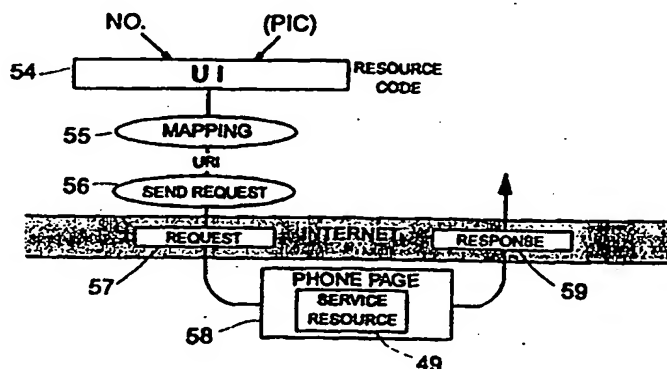 NO. (PIC)
54 UI RESOURCE
CODE
55 MAPPING
URI
56 SEND REQUEST
REQUEST INTERNET RESPONSE
57 59
PHONE PAGE
58 SERVICE
RESOURCE
49